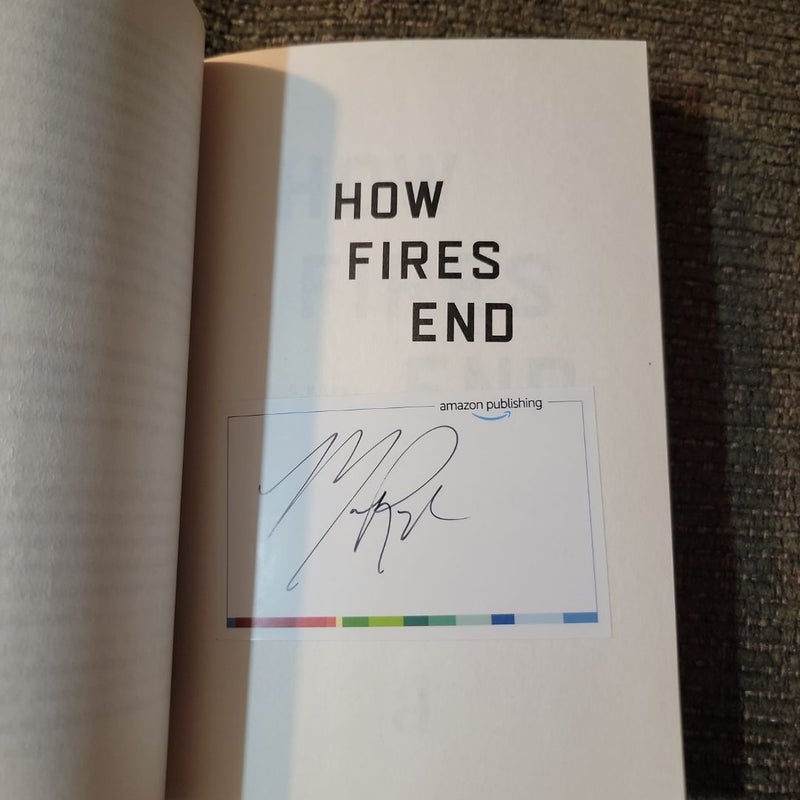 HOW
FIRES
END
amazon publishing